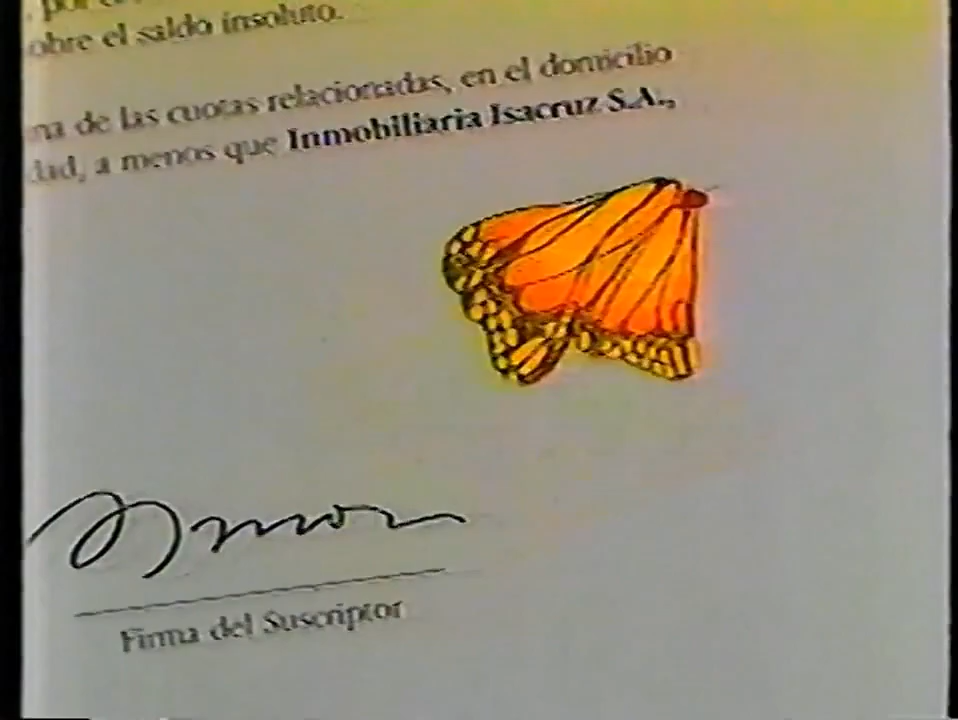 sobre el saldo insoluto.
na de las cuotas relacionadas, en el domicilio
dad, a menos que Inmobiliaria Isacruz S.A.,
Firma del Suscriptor